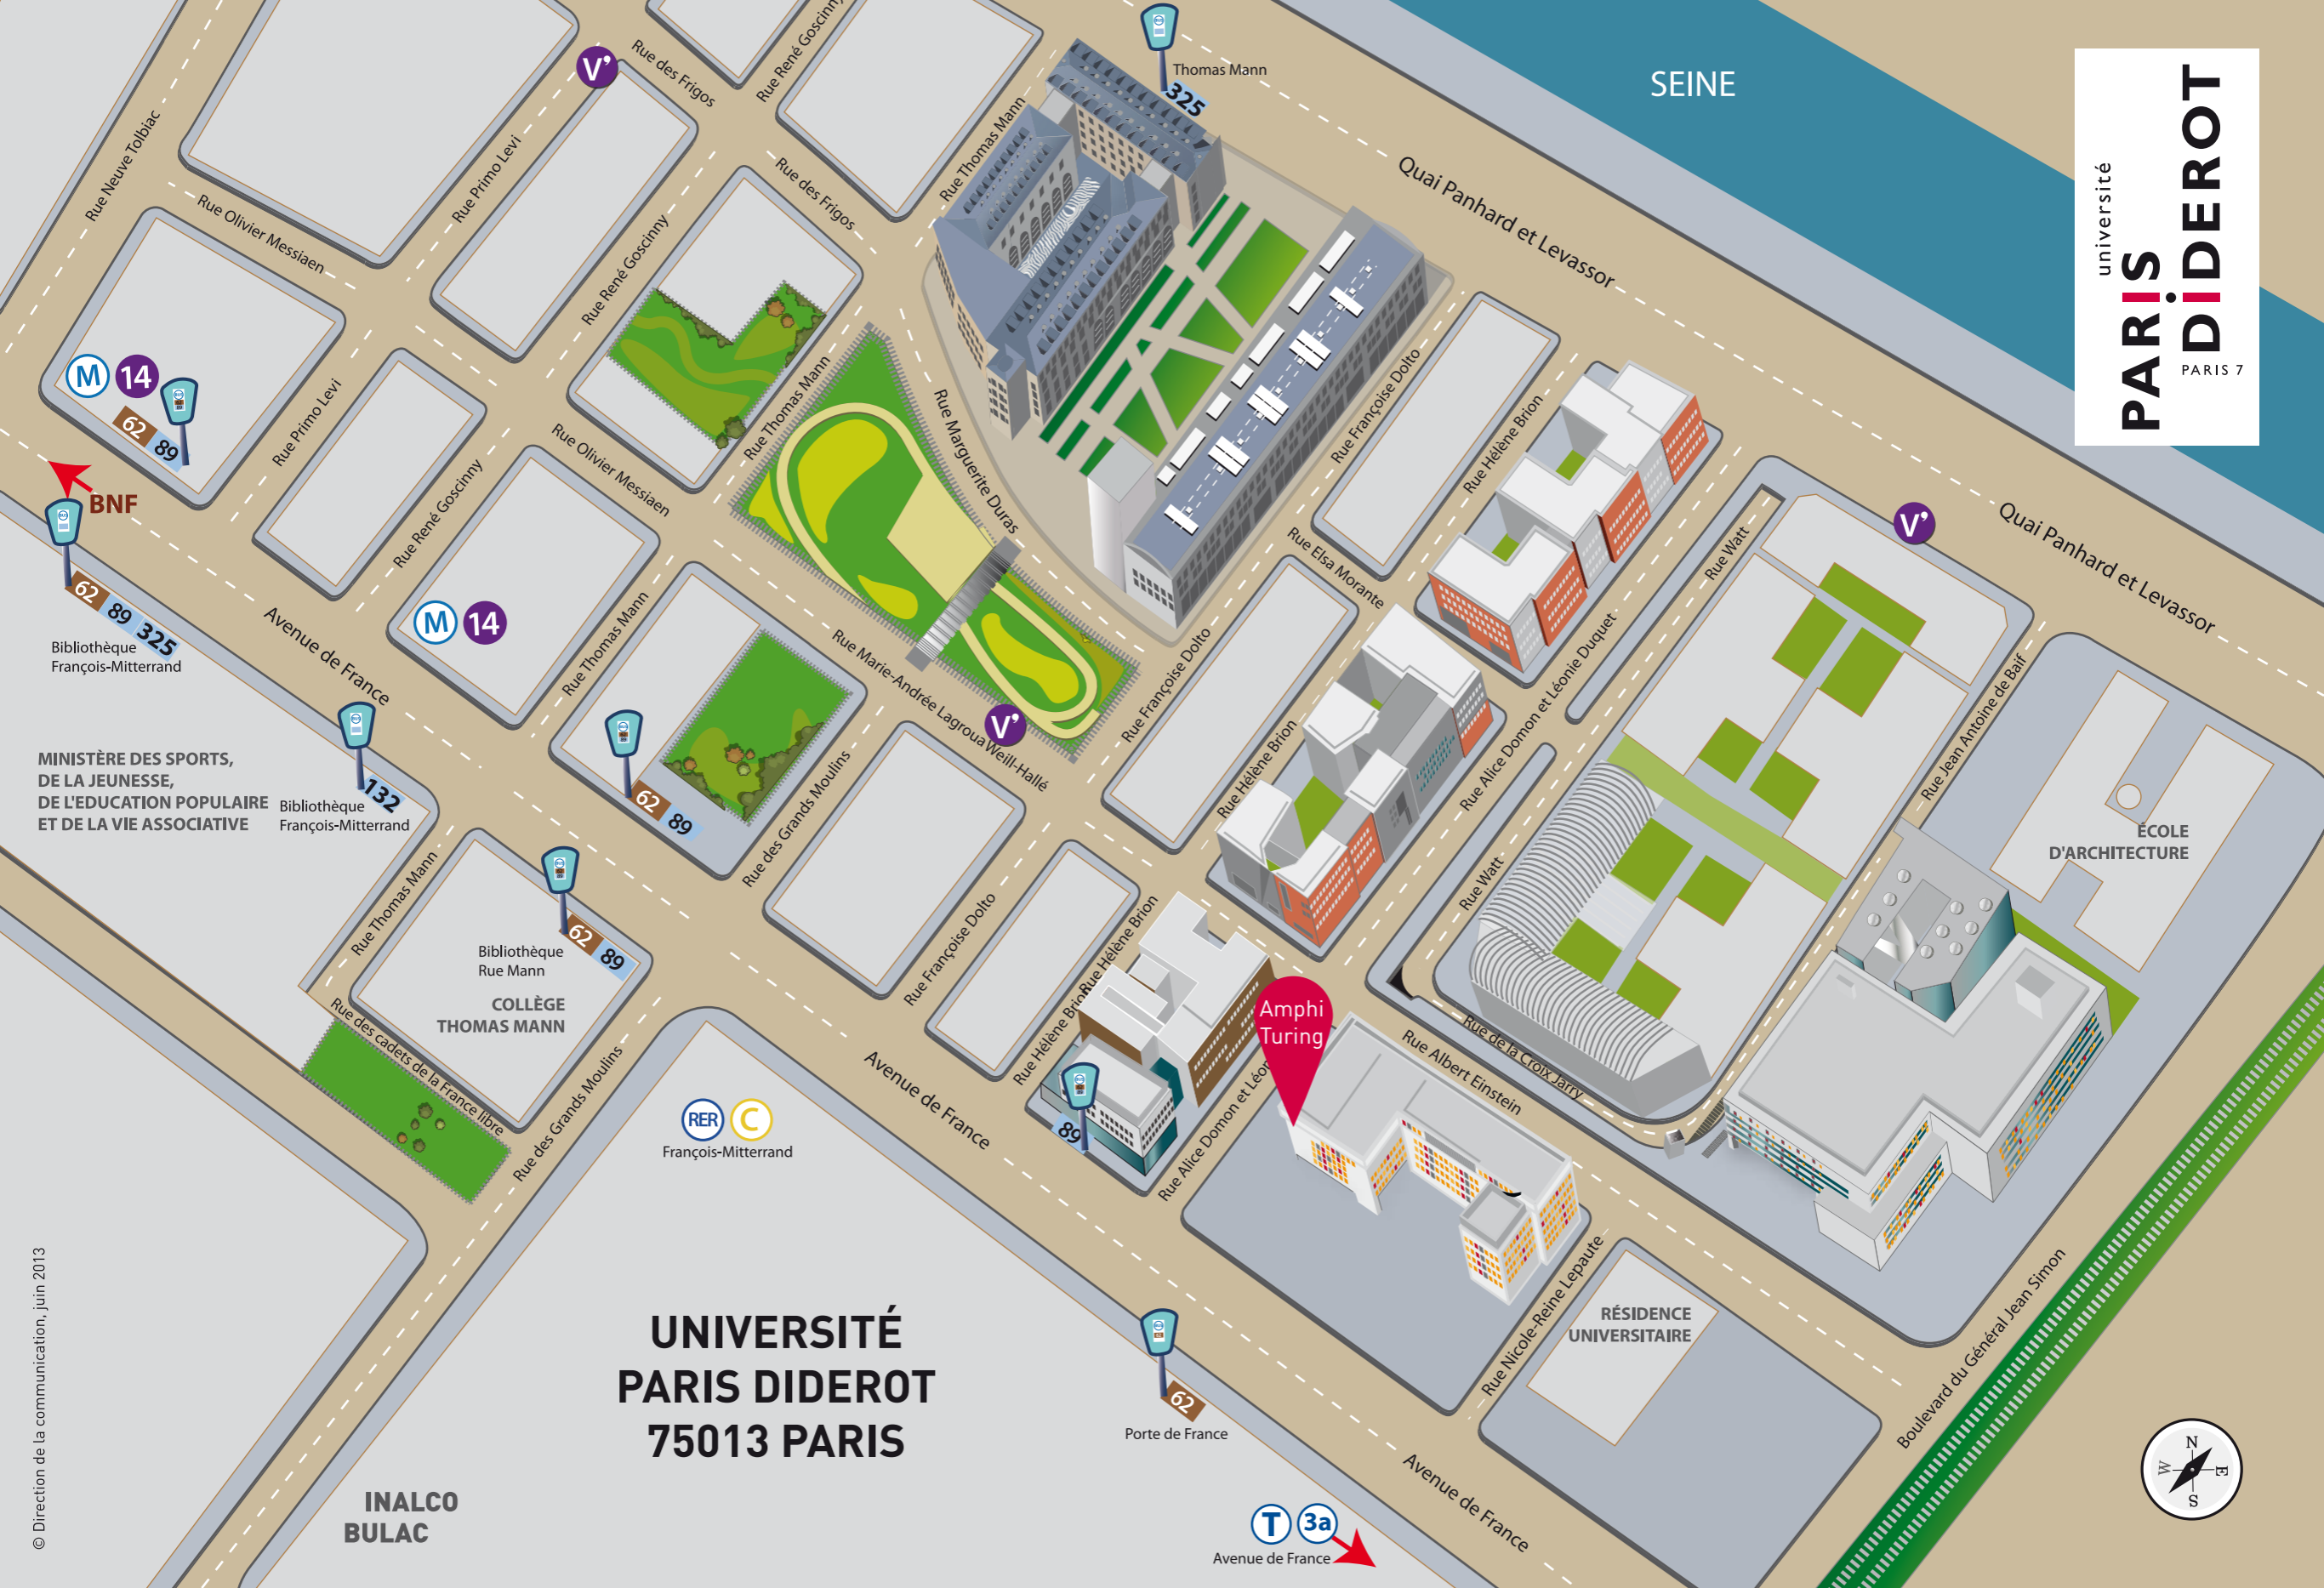 SEINE
université
PARIS
DiDEROT
PARIS 7
Thomas Mann
325
V'
Rue des Frigos
Rue René Goscinny
Rue Neuve Tolbiac
Rue Primo Levi
Rue Thomas Mann
Quai Panhard et Levassor
Rue Olivier Messiaen
Rue des Frigos
Rue René Goscinny
M 14
62
89
BNF
Rue Primo Levi
Rue Thomas Mann
Rue Marguerite Duras
Rue Françoise Dolto
Rue Hélène Brion
Rue Olivier Messiaen
Rue René Goscinny
Rue Elsa Morante
Rue Watt
V'
Quai Panhard et Levassor
62
89
325
Bibliothèque
François-Mitterrand
Avenue de France
M 14
Rue Thomas Mann
Rue Marie-Andrée Lagroua Weill-Hallé
V'
Rue Françoise Dolto
Rue Hélène Brion
Rue Alice Domon et Léonie Duquet
Rue Jean Antoine de Baïf
MINISTÈRE DES SPORTS,
DE LA JEUNESSE,
DE L'EDUCATION POPULAIRE
ET DE LA VIE ASSOCIATIVE
132
Bibliothèque
François-Mitterrand
62
89
Rue des Grands Moulins
ÉCOLE
D'ARCHITECTURE
Rue Watt
Rue Thomas Mann
62
89
Bibliothèque
Rue Mann
COLLÈGE
THOMAS MANN
Rue Françoise Dolto
Rue Hélène Brion
Rue Hélène Brion
Amphi
Turing
Rue des cadets de la France libre
Rue des Grands Moulins
RER C
François-Mitterrand
Avenue de France
89
Rue Alice Domon et Léon
Rue Albert Einstein
Rue de la Croix Jarry
Rue Nicole-Reine Lepaute
RÉSIDENCE
UNIVERSITAIRE
Boulevard du Général Jean Simon
UNIVERSITÉ
PARIS DIDEROT
75013 PARIS
62
Porte de France
INALCO
BULAC
T 3a
Avenue de France
Avenue de France
N
W
E
S
© Direction de la communication, juin 2013